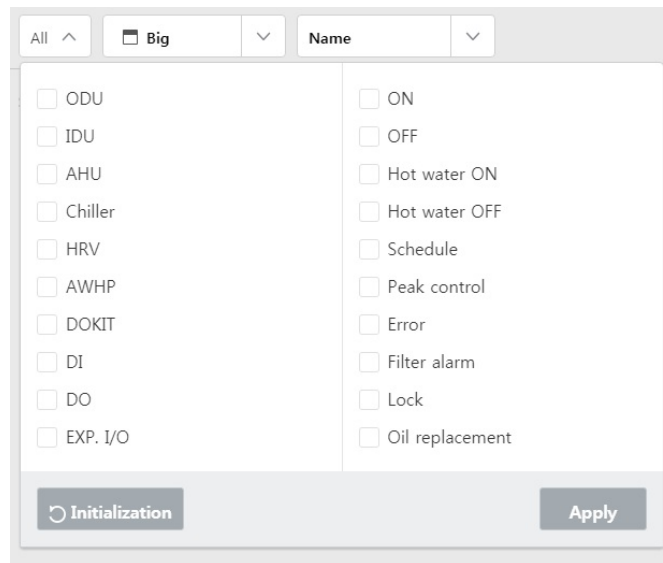 All
Big
Name
ODU
IDU
AHU
Chiller
HRV
AWHP
DOKIT
DI
DO
EXP. I/O
ON
OFF
Hot water ON
Hot water OFF
Schedule
Peak control
Error
Filter alarm
Lock
Oil replacement
Initialization
Apply